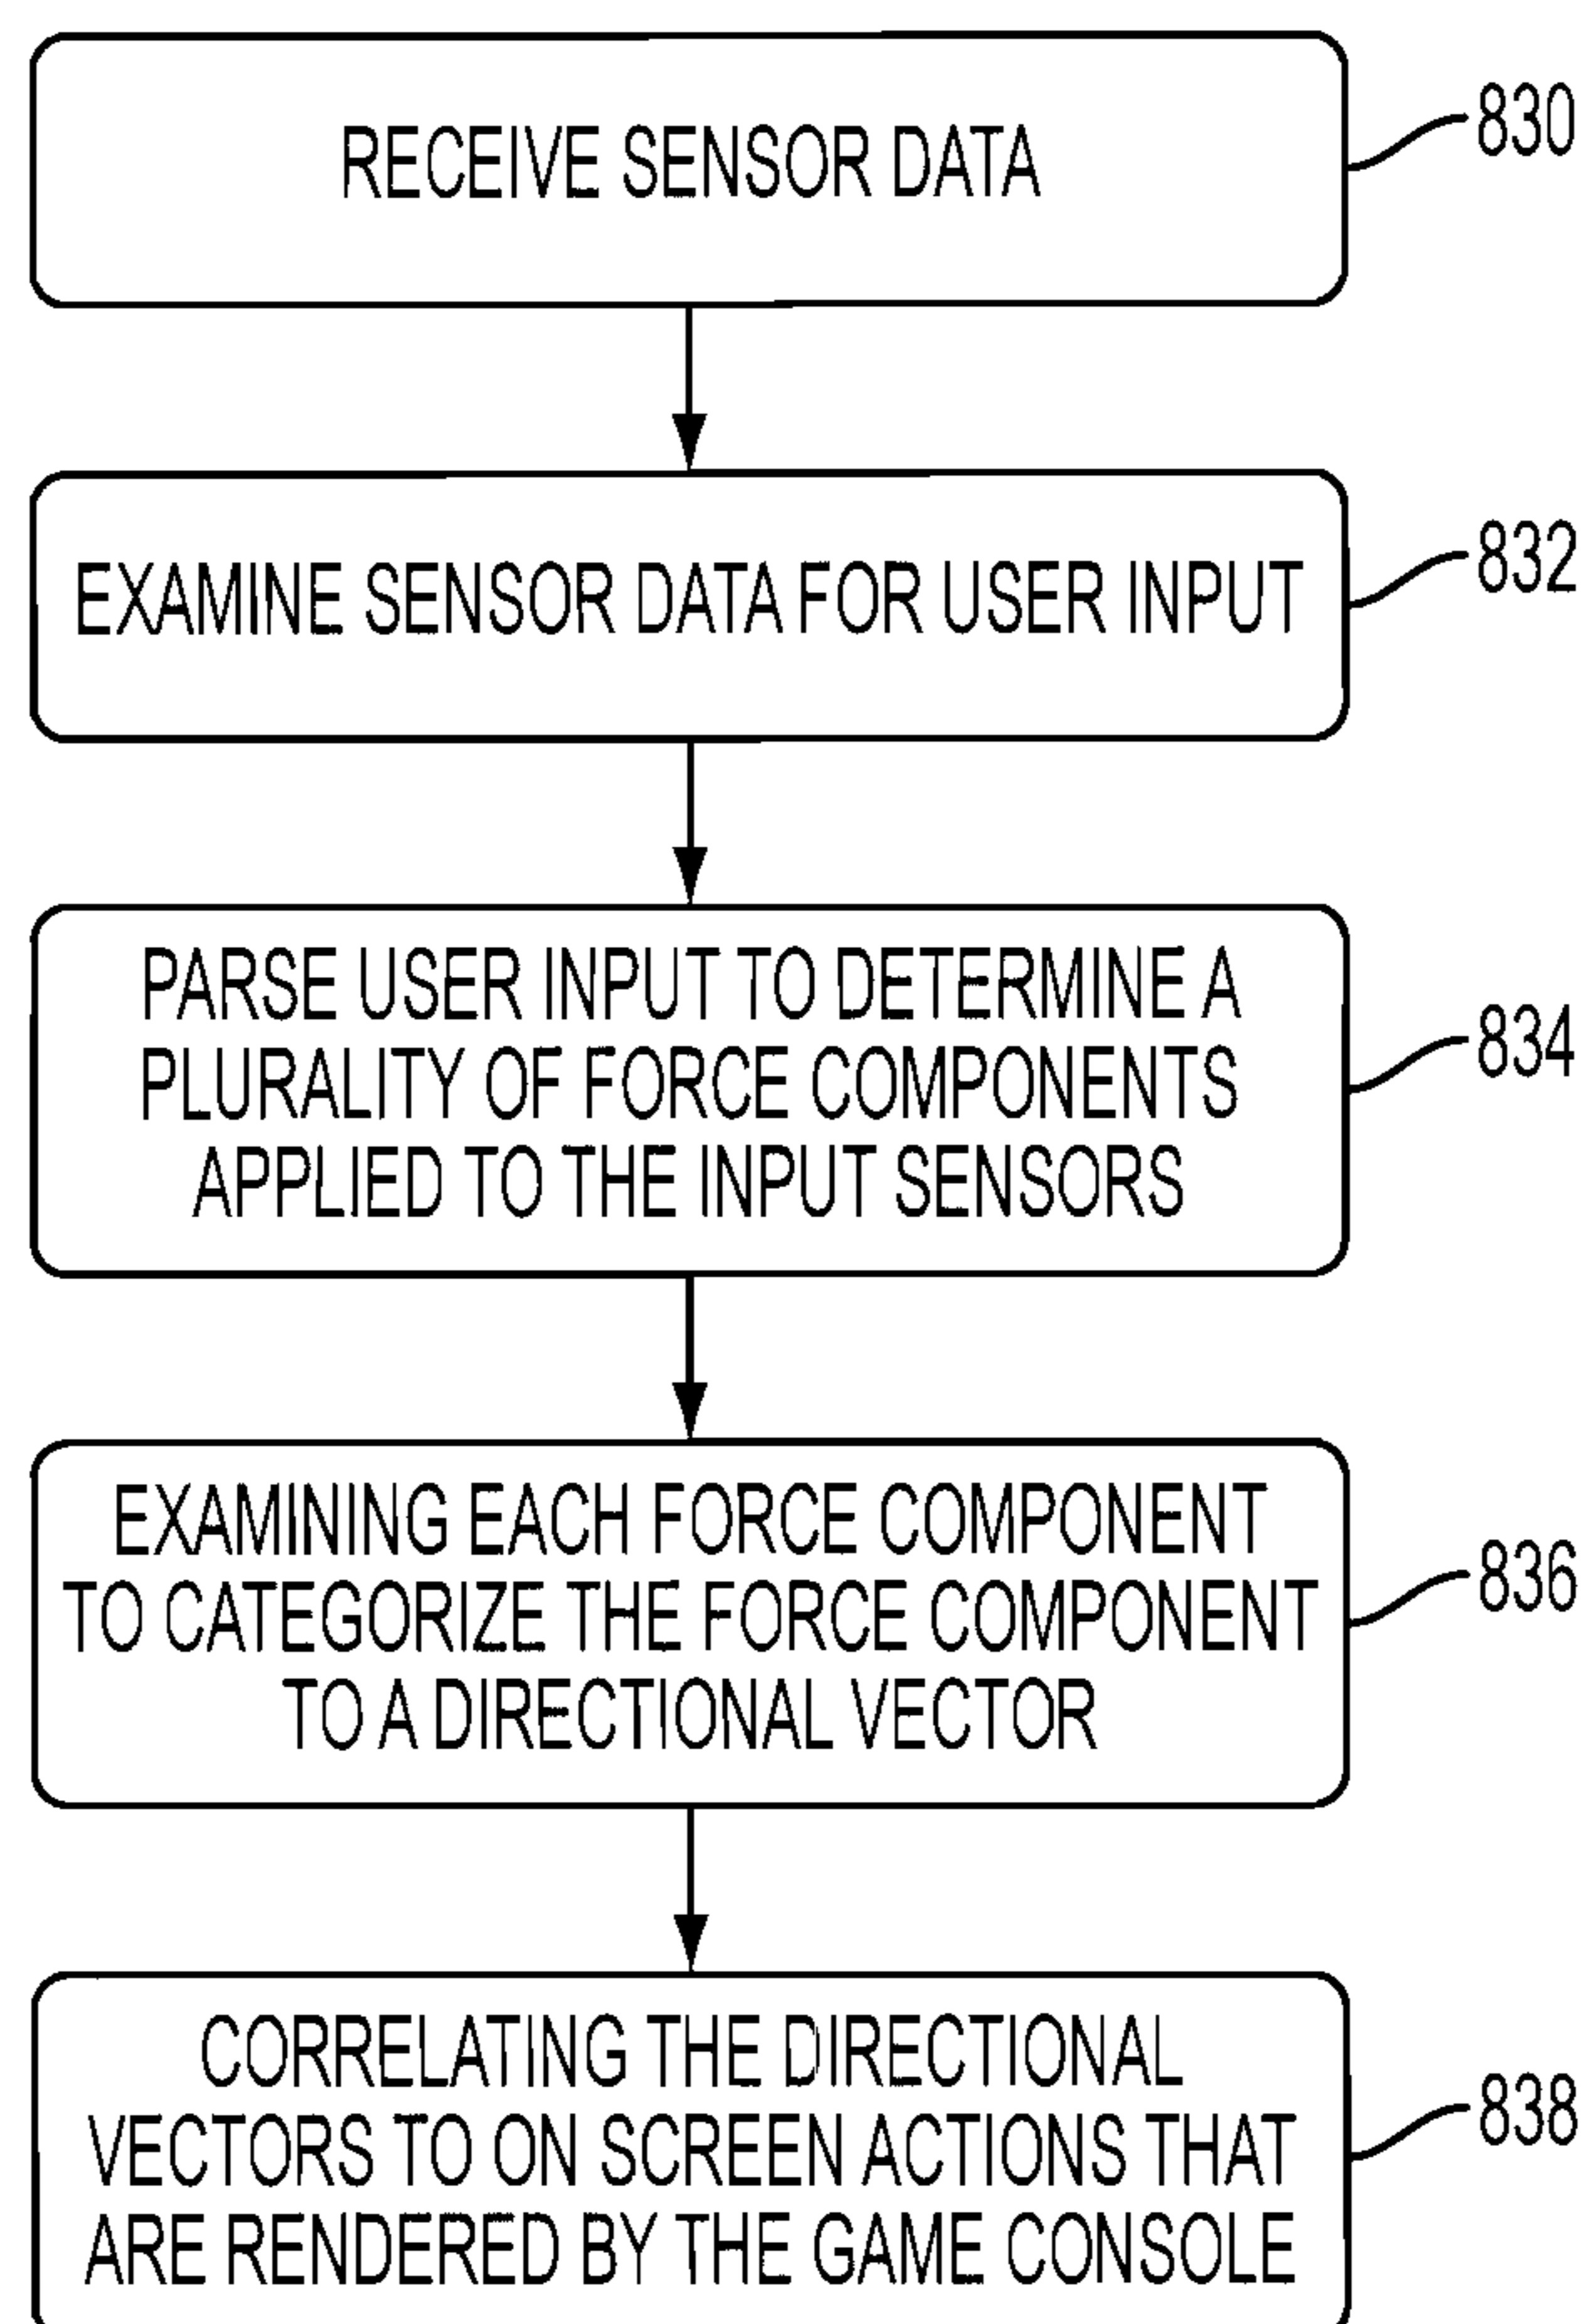 RECEIVE SENSOR DATA
830
EXAMINE SENSOR DATA FOR USER INPUT
832
PARSE USER INPUT TO DETERMINE A
PLURALITY OF FORCE COMPONENTS
APPLIED TO THE INPUT SENSORS
834
EXAMINING EACH FORCE COMPONENT
TO CATEGORIZE THE FORCE COMPONENT
TO A DIRECTIONAL VECTOR
836
CORRELATING THE DIRECTIONAL
VECTORS TO ON SCREEN ACTIONS THAT
ARE RENDERED BY THE GAME CONSOLE
838